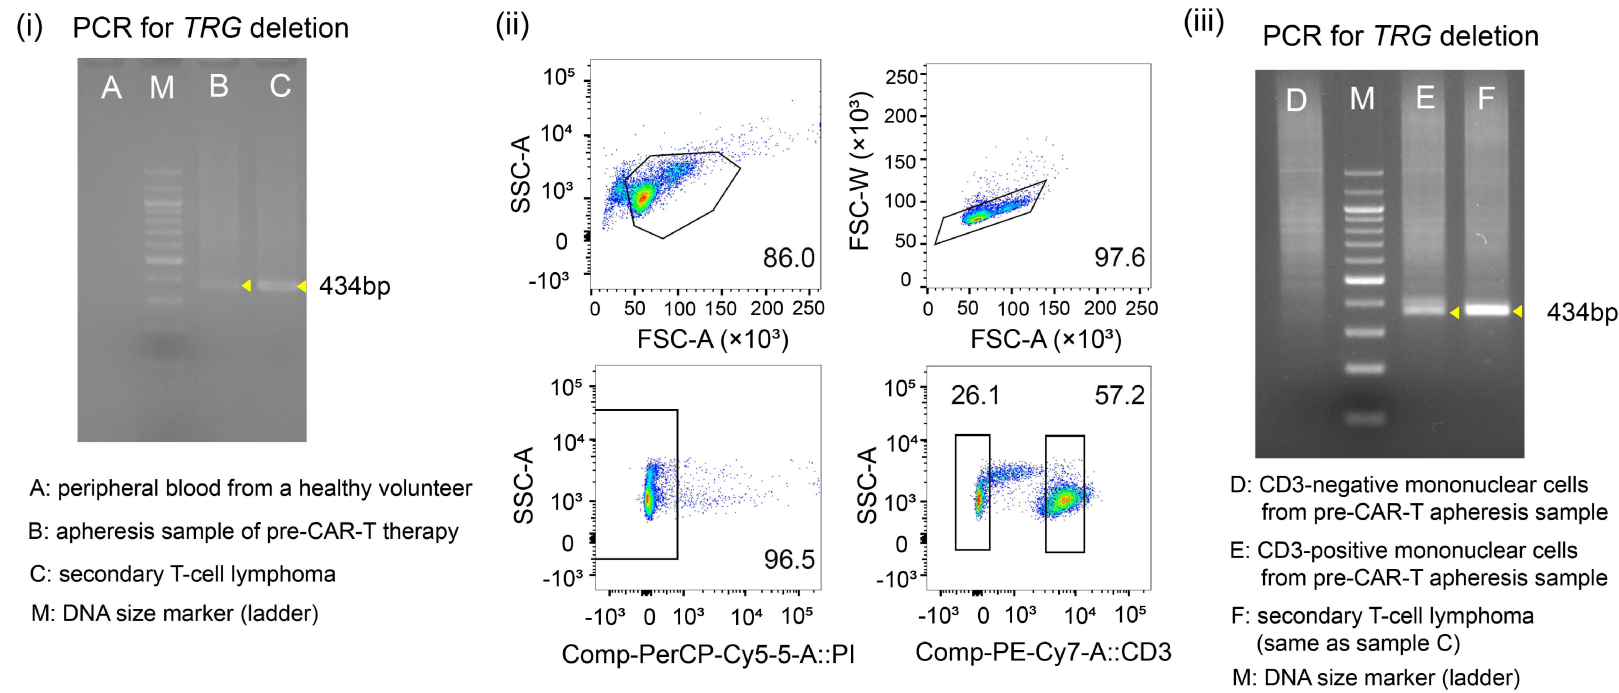 (i) PCR for TRG deletion
A M B C
434bp
A: peripheral blood from a healthy volunteer
B: apheresis sample of pre-CAR-T therapy
C: secondary T-cell lymphoma
M: DNA size marker (ladder)
(ii)
SSC-A
10⁵
10⁴
10³
0
-10³
86.0
0 50 100 150 200 250
FSC-A (×10³)
FSC-W (×10³)
250
200
150
100
50
0
97.6
0 50 100 150 200 250
FSC-A (×10³)
SSC-A
10⁵
10⁴
10³
0
-10³
96.5
-10³ 0 10³ 10⁴ 10⁵
Comp-PerCP-Cy5-5-A::PI
SSC-A
10⁵
10⁴
10³
0
-10³
26.1 57.2
-10³ 0 10³ 10⁴ 10⁵
Comp-PE-Cy7-A::CD3
(iii) PCR for TRG deletion
D M E F
434bp
D: CD3-negative mononuclear cells
from pre-CAR-T apheresis sample
E: CD3-positive mononuclear cells
from pre-CAR-T apheresis sample
F: secondary T-cell lymphoma
(same as sample C)
M: DNA size marker (ladder)